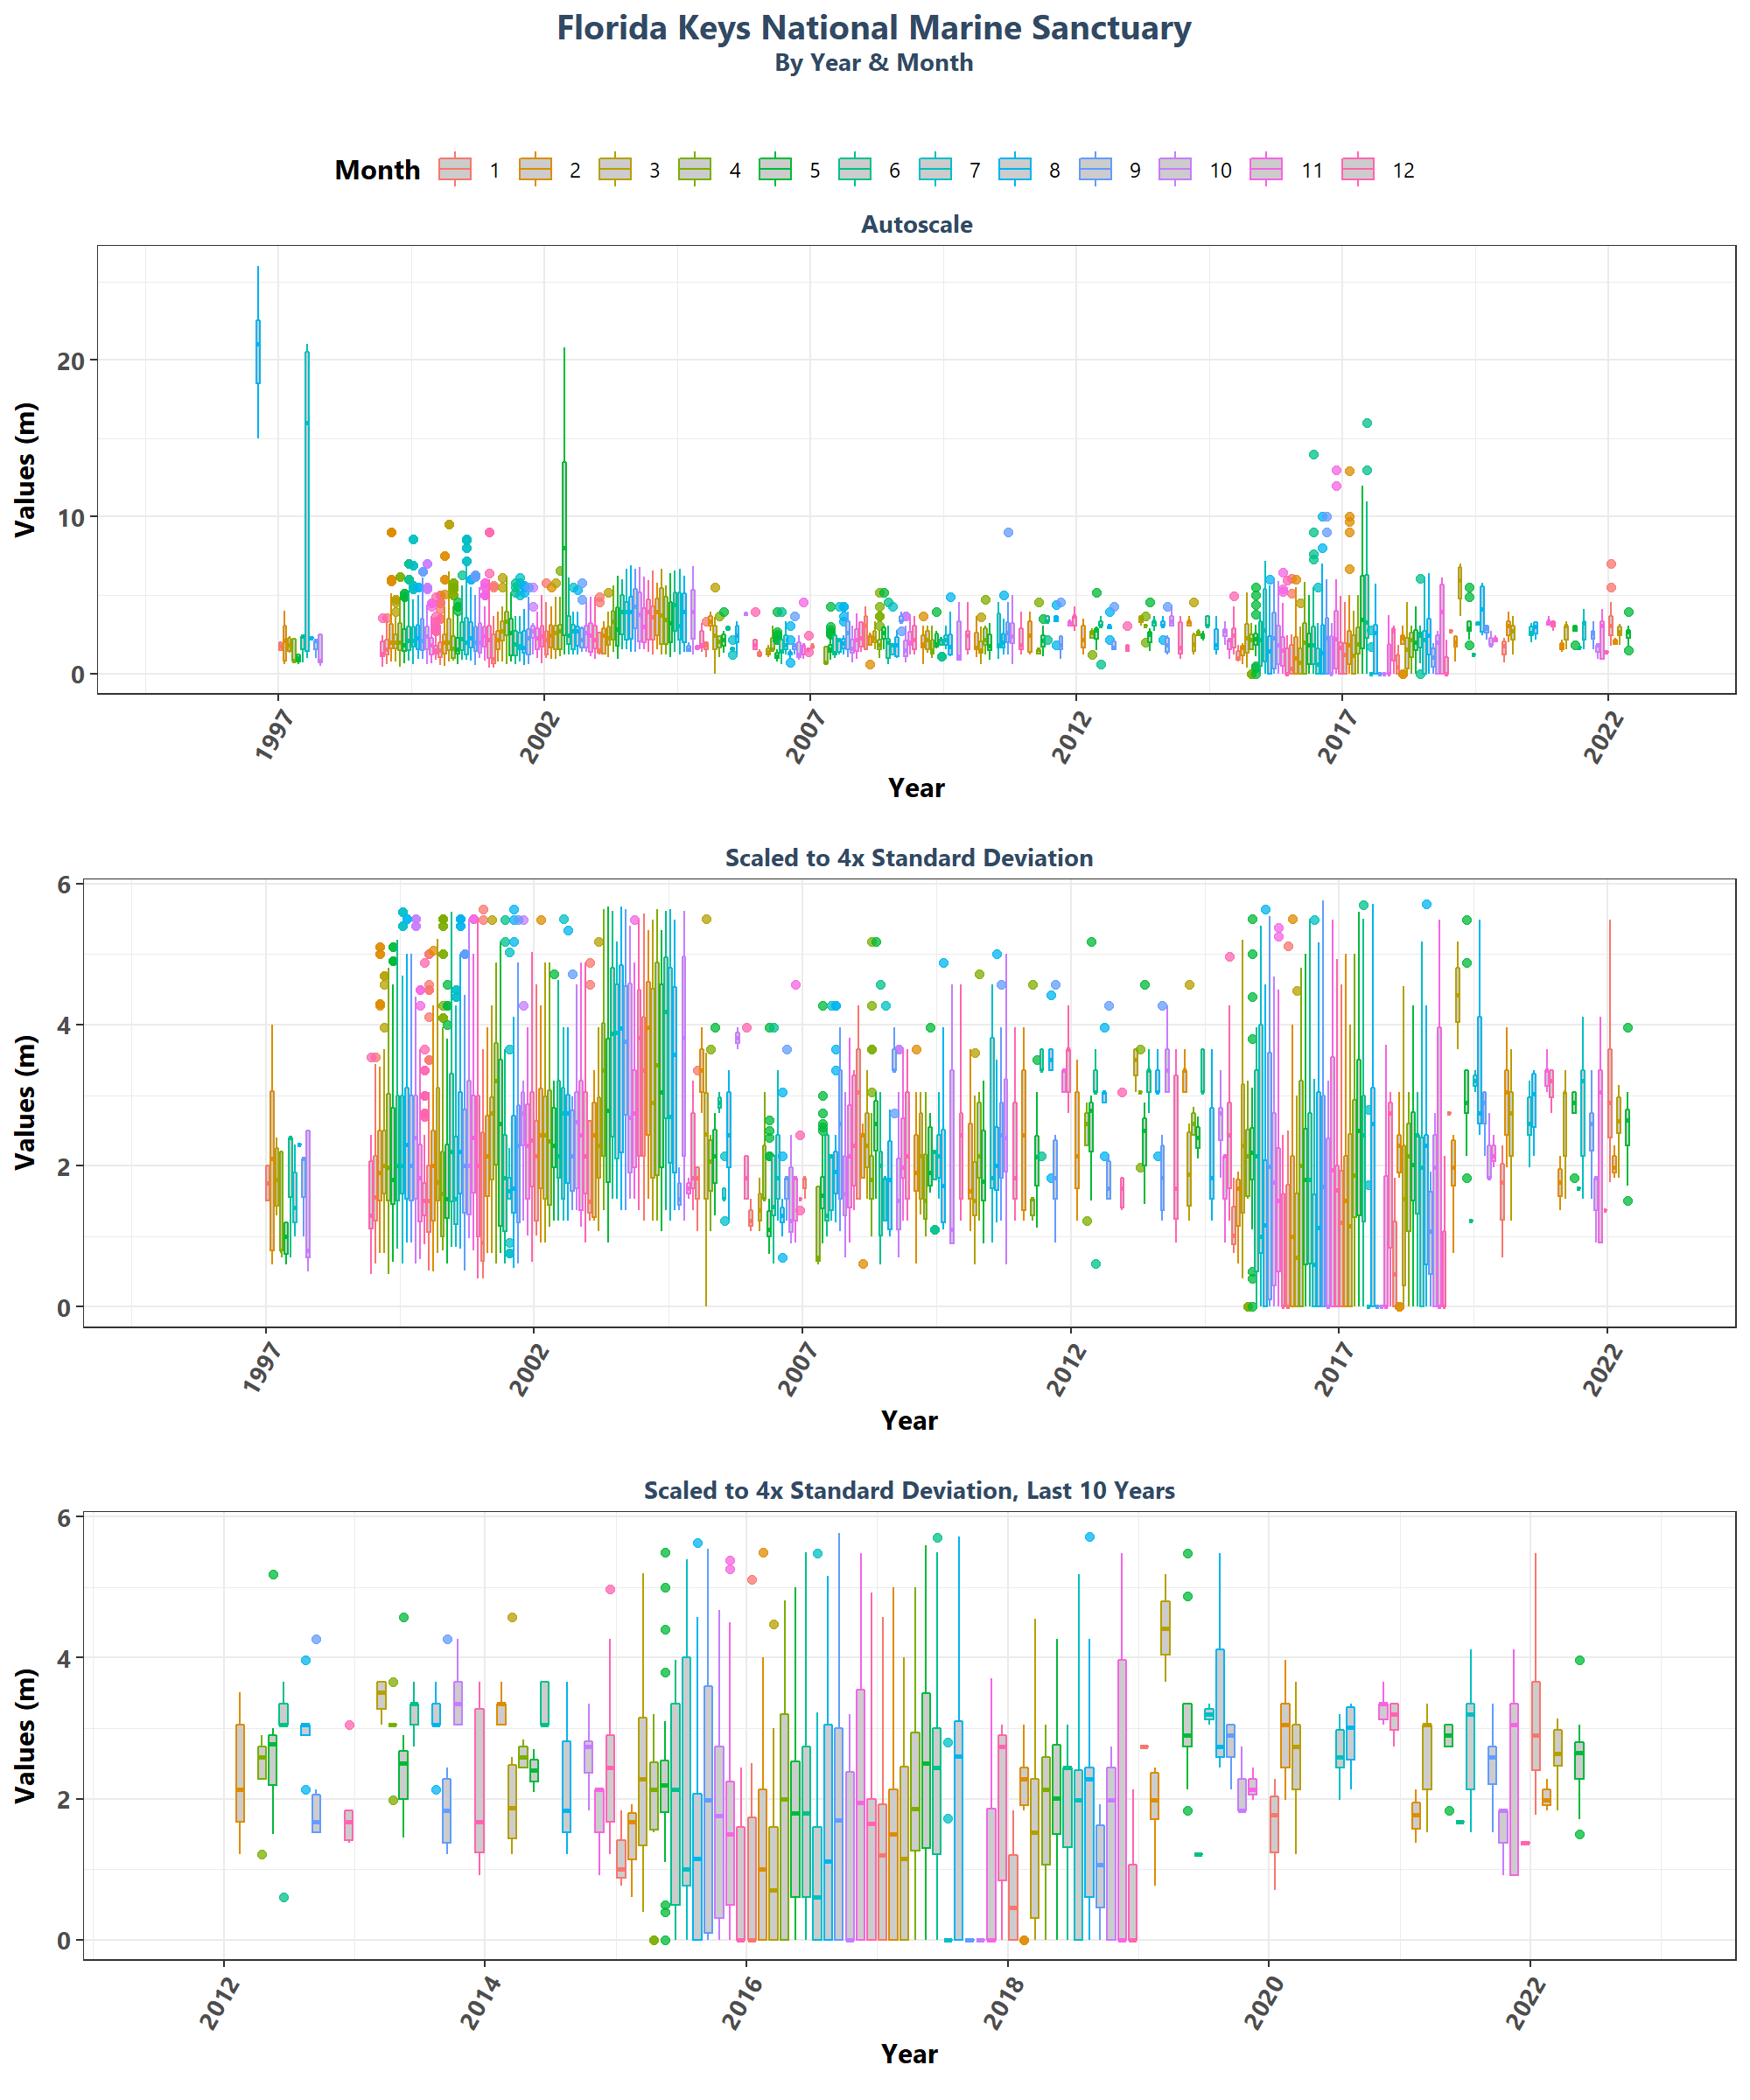 Florida Keys National Marine Sanctuary
By Year & Month
Month 1 2 3 4 5 6 7 8 9 10 11 12
Autoscale
Values (m)
20
10
0
1997 2002 2007 2012 2017 2022
Year
Scaled to 4x Standard Deviation
Values (m)
6
4
2
0
1997 2002 2007 2012 2017 2022
Year
Scaled to 4x Standard Deviation, Last 10 Years
Values (m)
6
4
2
0
2012 2014 2016 2018 2020 2022
Year